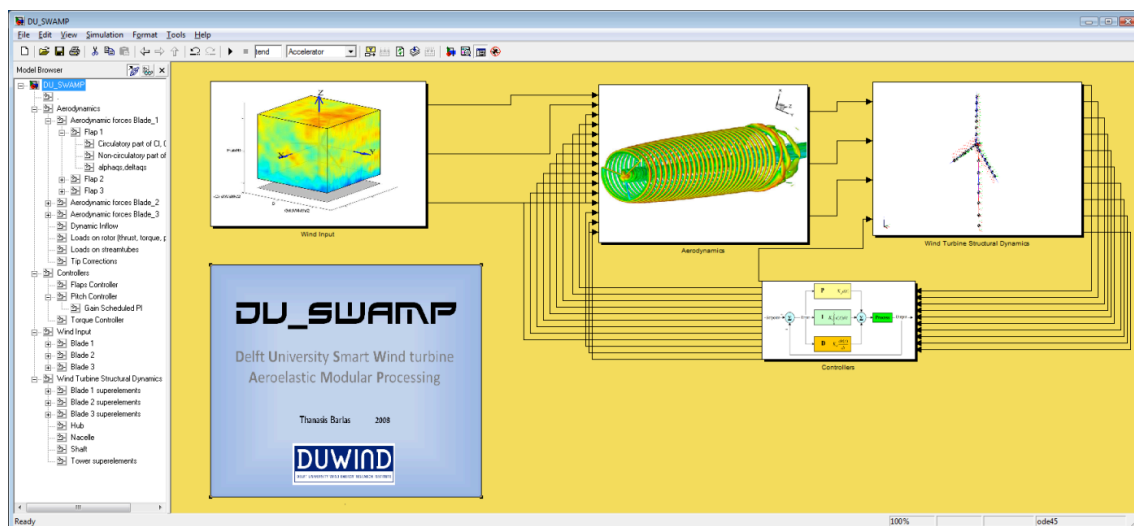 DU_SWAMP
File Edit View Simulation Format Tools Help
tend
Accelerator
Model Browser
DU_SWAMP
Aerodynamics
Aerodynamic forces Blade_1
Flap 1
Circulatory part of Cl, C
Non-circulatory part of
alphaqs,deltaqs
Flap 2
Flap 3
Aerodynamic forces Blade_2
Aerodynamic forces Blade_3
Dynamic Inflow
Loads on rotor [thrust, torque, p
Loads on streamtubes
Tip Corrections
Controllers
Flaps Controller
Pitch Controller
Gain Scheduled PI
Torque Controller
Wind Input
Blade 1
Blade 2
Blade 3
Wind Turbine Structural Dynamics
Blade 1 superelements
Blade 2 superelements
Blade 3 superelements
Hub
Nacelle
Shaft
Tower superelements
Wind Input
Aerodynamics
Wind Turbine Structural Dynamics
P
I
D
Process
Controllers
DU_SWAMP
Delft University Smart Wind turbine
Aeroelastic Modular Processing
Thanasis Barlas 2008
DUWIND
Ready
100%
ode45